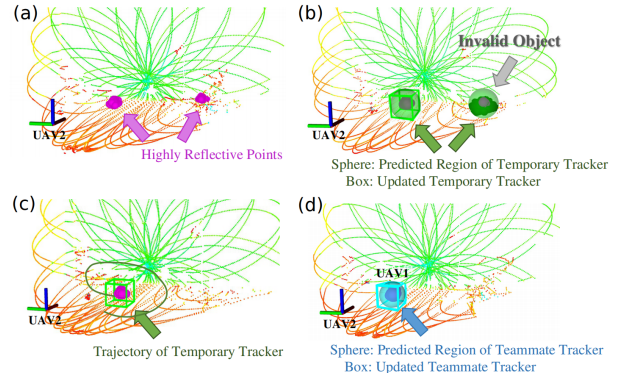 (a)
UAV2
Highly Reflective Points
(b)
Invalid Object
UAV2
Sphere: Predicted Region of Temporary Tracker
Box: Updated Temporary Tracker
(c)
UAV2
Trajectory of Temporary Tracker
(d)
UAV1
UAV2
Sphere: Predicted Region of Teammate Tracker
Box: Updated Teammate Tracker